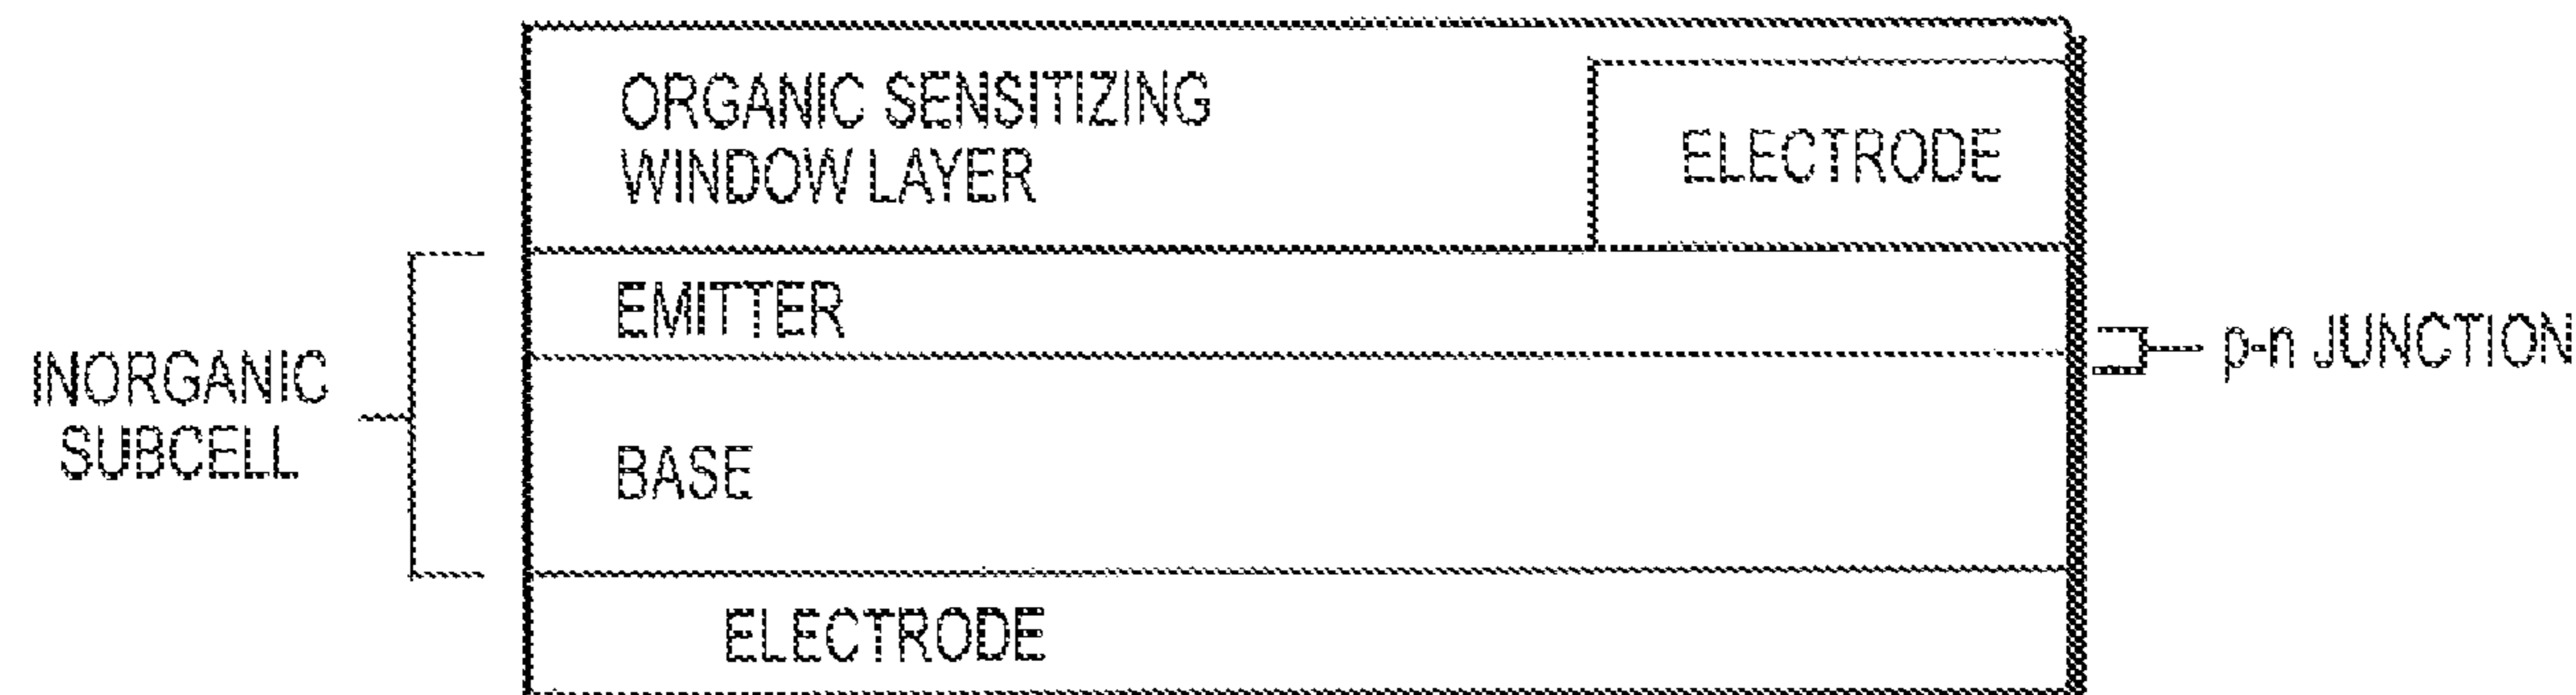 ORGANIC SENSITIZING
WINDOW LAYER
ELECTRODE
EMITTER
INORGANIC
SUBCELL
p-n JUNCTION
BASE
ELECTRODE